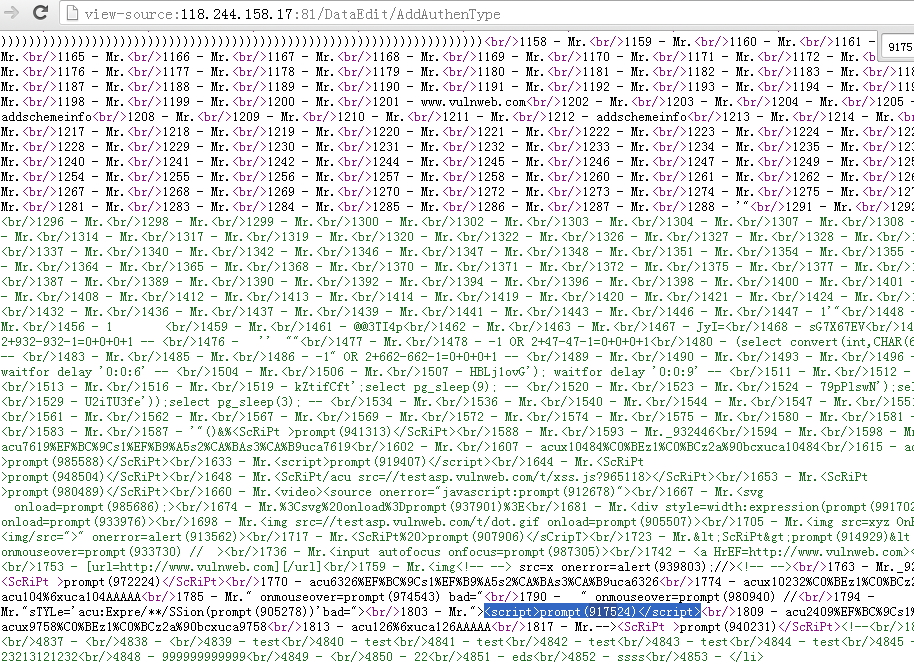 view-source:118.244.158.17:81/DataEdit/AddAuthenType
9175
))))))))))))))))))))))))))))))))))))))))))))))))))))))))))))))))))))<br/>1158 - Mr.<br/>1159 - Mr.<br/>1160 - Mr.<br/>1161 -
Mr.<br/>1165 - Mr.<br/>1166 - Mr.<br/>1167 - Mr.<br/>1168 - Mr.<br/>1169 - Mr.<br/>1170 - Mr.<br/>1171 - Mr.<br/>1172 - Mr.<br/>
Mr.<br/>1176 - Mr.<br/>1177 - Mr.<br/>1178 - Mr.<br/>1179 - Mr.<br/>1180 - Mr.<br/>1181 - Mr.<br/>1182 - Mr.<br/>1183 - Mr.<br/>
Mr.<br/>1187 - Mr.<br/>1188 - Mr.<br/>1189 - Mr.<br/>1190 - Mr.<br/>1191 - Mr.<br/>1192 - Mr.<br/>1193 - Mr.<br/>1194 - Mr.<br/>
Mr.<br/>1198 - Mr.<br/>1199 - Mr.<br/>1200 - Mr.<br/>1201 - www.vulnweb.com<br/>1202 - Mr.<br/>1203 - Mr.<br/>1204 - Mr.<br/>1205 -
addschemeinfo<br/>1208 - Mr.<br/>1209 - Mr.<br/>1210 - Mr.<br/>1211 - Mr.<br/>1212 - addschemeinfo<br/>1213 - Mr.<br/>1214 - Mr.<br/>
Mr.<br/>1217 - Mr.<br/>1218 - Mr.<br/>1219 - Mr.<br/>1220 - Mr.<br/>1221 - Mr.<br/>1222 - Mr.<br/>1223 - Mr.<br/>1224 - Mr.<br/>
Mr.<br/>1228 - Mr.<br/>1229 - Mr.<br/>1230 - Mr.<br/>1231 - Mr.<br/>1232 - Mr.<br/>1233 - Mr.<br/>1234 - Mr.<br/>1235 - Mr.<br/>
Mr.<br/>1240 - Mr.<br/>1241 - Mr.<br/>1242 - Mr.<br/>1244 - Mr.<br/>1245 - Mr.<br/>1246 - Mr.<br/>1247 - Mr.<br/>1249 - Mr.<br/>
Mr.<br/>1254 - Mr.<br/>1255 - Mr.<br/>1256 - Mr.<br/>1257 - Mr.<br/>1258 - Mr.<br/>1260 - Mr.<br/>1261 - Mr.<br/>1262 - Mr.<br/>
Mr.<br/>1267 - Mr.<br/>1268 - Mr.<br/>1269 - Mr.<br/>1270 - Mr.<br/>1271 - Mr.<br/>1272 - Mr.<br/>1273 - Mr.<br/>1274 - Mr.<br/>1275 -
Mr.<br/>1281 - Mr.<br/>1283 - Mr.<br/>1284 - Mr.<br/>1285 - Mr.<br/>1286 - Mr.<br/>1287 - Mr.<br/>1288 - '"<br/>1291 - Mr.<br/>1292
<br/>1296 - Mr.<br/>1298 - Mr.<br/>1299 - Mr.<br/>1300 - Mr.<br/>1302 - Mr.<br/>1303 - Mr.<br/>1304 - Mr.<br/>1307 - Mr.<br/>1308
- Mr.<br/>1314 - Mr.<br/>1317 - Mr.<br/>1319 - Mr.<br/>1320 - Mr.<br/>1322 - Mr.<br/>1326 - Mr.<br/>1327 - Mr.<br/>1328 - Mr.<br/>
<br/>1337 - Mr.<br/>1340 - Mr.<br/>1342 - Mr.<br/>1346 - Mr.<br/>1347 - Mr.<br/>1348 - Mr.<br/>1349 - Mr.<br/>1354 - Mr.<br/>1355
- Mr.<br/>1364 - Mr.<br/>1365 - Mr.<br/>1368 - Mr.<br/>1370 - Mr.<br/>1371 - Mr.<br/>1372 - Mr.<br/>1375 - Mr.<br/>1377 - Mr.<br/>
<br/>1387 - Mr.<br/>1388 - Mr.<br/>1390 - Mr.<br/>1392 - Mr.<br/>1394 - Mr.<br/>1396 - Mr.<br/>1398 - Mr.<br/>1400 - Mr.<br/>1401
- Mr.<br/>1408 - Mr.<br/>1412 - Mr.<br/>1413 - Mr.<br/>1414 - Mr.<br/>1419 - Mr.<br/>1420 - Mr.<br/>1421 - Mr.<br/>1424 - Mr.<br/>
<br/>1432 - Mr.<br/>1436 - Mr.<br/>1437 - Mr.<br/>1439 - Mr.<br/>1441 - Mr.<br/>1443 - Mr.<br/>1446 - Mr.<br/>1447 - 1'"<br/>
Mr.<br/>1456 - 1 <br/>1459 - Mr.<br/>1461 - @@3TI4p<br/>1462 - Mr.<br/>1463 - Mr.<br/>1467 - JyI=<br/>1468 - sG7X67EV<br/>
2+932-932-1=0+0+0+1 -- <br/>1476 - '' ""<br/>1477 - Mr.<br/>1478 - -1 OR 2+47-47-1=0+0+0+1<br/>1480 - (select convert(int,CHAR(6
-- <br/>1483 - Mr.<br/>1485 - Mr.<br/>1486 - -1" OR 2+662-662-1=0+0+0+1 -- <br/>1489 - Mr.<br/>1490 - Mr.<br/>1493 - Mr.<br/>
waitfor delay '0:0:6' -- <br/>1504 - Mr.<br/>1506 - Mr.<br/>1507 - HBLjlovG'); waitfor delay '0:0:9' -- <br/>1511 - Mr.<br/>1512 -
Mr.<br/>1513 - Mr.<br/>1516 - Mr.<br/>1519 - kZtifCft';select pg_sleep(9); -- <br/>1520 - Mr.<br/>1523 - Mr.<br/>1524 - 79pPlswN');sel
<br/>1529 - U2iTU3fe'));select pg_sleep(3); -- <br/>1534 - Mr.<br/>1536 - Mr.<br/>1540 - Mr.<br/>1542 - Mr.<br/>1549 - Mr.<br/>1551 -
Mr.<br/>1561 - Mr.<br/>1562 - Mr.<br/>1567 - Mr.<br/>1569 - Mr.<br/>1572 - Mr.<br/>1574 - Mr.<br/>1575 - Mr.<br/>1580 - Mr.<br/>1581
<br/>1583 - Mr.<br/>1587 - '"()&%<ScRiPt >prompt(941313)</ScRiPt><br/>1588 - Mr.<br/>1593 - Mr._932446<br/>1594 - Mr.<br/>1598 - Mr.
acu7619%EF%BC%9Cs1%EF%B9%A5s2%CA%BAs3%CA%B9uca7619<br/>1602 - Mr.<br/>1607 - acux10484%C0%BEz1%C0%BCz2a%90bcxuca10484<br/>1615 -
>prompt(985588)</ScRiPt><br/>1633 - Mr.<script>prompt(919407)</script><br/>1644 - Mr.<ScRiPt
>prompt(948504)</ScRiPt><br/>1648 - Mr.<ScRiPt/acu src=//testasp.vulnweb.com/t/xss.js?965118></ScRiPt><br/>1653 - Mr.<ScRiPt
>prompt(980489)</ScRiPt><br/>1660 - Mr.<video><source onerror="javascript:prompt(912678)"><br/>1667 - Mr.<svg
onload=prompt(985686);><br/>1674 - Mr.%3Csvg%20onload%3Dprompt(937901)%3E<br/>1681 - Mr.<div style=width:expression(prompt(991702
onload=prompt(933976)><br/>1698 - Mr.<img src=//testasp.vulnweb.com/t/dot.gif onload=prompt(905507)><br/>1705 - Mr.<img src=xyz On
<img/src=">" onerror=alert(913562)><br/>1717 - Mr.<ScRiPt%20>prompt(907906)</sCripT><br/>1723 - Mr.&lt;ScRiPt&gt;prompt(914929)&lt
onmouseover=prompt(933730) // ><br/>1736 - Mr.<input autofocus onfocus=prompt(987305)><br/>1742 - <a HrEF=http://www.vulnweb.com><
<br/>1753 - [url=http://www.vulnweb.com][/url]<br/>1759 - Mr.<img<!-- --> src=x onerror=alert(939803);//><!-- --><br/>1763 - Mr._92
<ScRiPt >prompt(972224)</ScRiPt><br/>1770 - acu6326%EF%BC%9Cs1%EF%B9%A5s2%CA%BAs3%CA%B9uca6326<br/>1774 - acux10232%C0%BEz1%C0%BCz
acu104%6xuca104AAAAA<br/>1785 - Mr." onmouseover=prompt(974543) bad="<br/>1790 - " onmouseover=prompt(980940) //<br/>1794 -
Mr."sTYLe='acu:Expre/**/SSion(prompt(905278))'bad="><br/>1803 - Mr."><script>prompt(917524)</script><br/>1809 - acu2409%EF%BC%9Cs1%
acux9758%C0%BEz1%C0%BCz2a%90bcxuca9758<br/>1813 - acu126%6xuca126AAAAA<br/>1817 - Mr.--><ScRiPt >prompt(940231)</ScRiPt><!--<br/>
<br/>4837 - <br/>4838 - <br/>4839 - test<br/>4840 - test<br/>4841 - test<br/>4842 - test<br/>4843 - test<br/>4844 - test<br/>4845 -
23213121232<br/>4848 - 999999999999<br/>4849 - <br/>4850 - 22<br/>4851 - eds<br/>4852 - ssss<br/>4853 - </li>